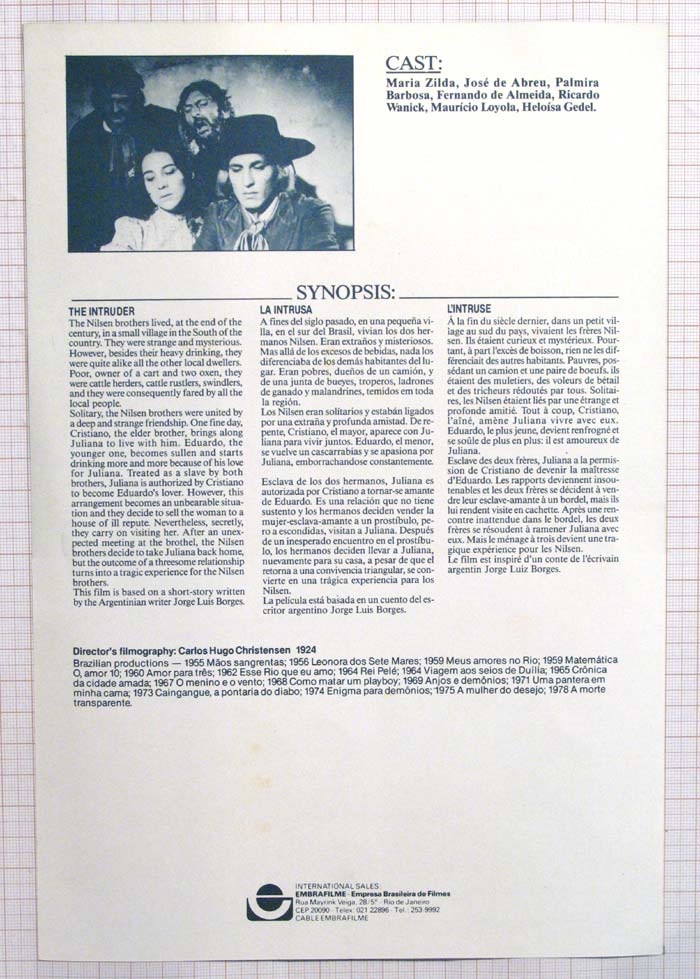 CAST:
Maria Zilda, José de Abreu, Palmira
Barbosa, Fernando de Almeida, Ricardo
Wanick, Maurício Loyola, Heloísa Gedel.
SYNOPSIS:
THE INTRUDER
The Nilsen brothers lived, at the end of the
century, in a small village in the South of the
country. They were strange and mysterious.
However, besides their heavy drinking, they
were quite alike all the other local dwellers.
Poor, owner of a cart and two oxen, they
were cattle herders, cattle rustlers, swindlers,
and they were consequently fared by all the
local people.
Solitary, the Nilsen brothers were united by
a deep and strange friendship. One fine day,
Cristiano, the elder brother, brings along
Juliana to live with him. Eduardo, the
younger one, becomes sullen and starts
drinking more and more because of his love
for Juliana. Treated as a slave by both
brothers, Juliana is authorized by Cristiano
to become Eduardo's lover. However, this
arrangement becomes an unbearable situa-
tion and they decide to sell the woman to a
house of ill repute. Nevertheless, secretly,
they carry on visiting her. After an unex-
pected meeting at the brothel, the Nilsen
brothers decide to take Juliana back home,
but the outcome of a threesome relationship
turns into a tragic experience for the Nilsen
brothers.
This film is based on a short-story written
by the Argentinian writer Jorge Luis Borges.
LA INTRUSA
A fines del siglo pasado, en una pequeña vi-
lla, en el sur del Brasil, vivían los dos her-
manos Nilsen. Eran extraños y misteriosos.
Mas allá de los excesos de bebidas, nada los
diferenciaba de los demás habitantes del lu-
gar. Eran pobres, dueños de un camión, y
de una junta de bueyes, troperos, ladrones
de ganado y malandrines, temidos em toda
la región.
Los Nilsen eran solitarios y estabán ligados
por una extraña y profunda amistad. De re-
pente, Cristiano, el mayor, aparece con Ju-
liana para vivir juntos. Eduardo, el menor,
se vuelve un cascarrabias y se apasiona por
Juliana, emborrachandose constantemente.
Esclava de los dos hermanos, Juliana es
autorizada por Cristiano a tornar-se amante
de Eduardo. Es una relación que no tiene
sustento y los hermanos deciden vender la
mujer-esclava-amante a un prostíbulo, pe-
ro a escondidas, visitan a Juliana. Después
de un inesperado encuentro en el prostíbu-
lo, los hermanos deciden llevar a Juliana,
nuevamente para su casa, a pesar de que el
retorna a una convivencia triangular, se con-
vierte en una trágica experiencia para los
Nilsen.
La película está basada en un cuento del es-
critor argentino Jorge Luis Borges.
L'INTRUSE
À la fin du siècle dernier, dans un petit vil-
lage au sud du pays, vivaient les frères Nil-
sen. Ils étaient curieux et mystérieux. Pour-
tant, à part l'excès de boisson, rien ne les dif-
férenciait des autres habitants. Pauvres, pos-
sédant un camion et une paire de boeufs, ils
étaient des muletiers, des voleurs de bétail
et des tricheurs rédoutés par tous. Solitai-
res, les Nilsen étaient liés par une étrange et
profonde amitié. Tout à coup, Cristiano,
l'aîné, amène Juliana vivre avec eux.
Eduardo, le plus jeune, devient renfrogné et
se soûle de plus en plus: il est amoureux de
Juliana.
Esclave des deux frères, Juliana a la permis-
sion de Cristiano de devenir la maîtresse
d'Eduardo. Les rapports deviennent insou-
tenables et les deux frères se décident à ven-
dre leur esclave-amante à un bordel, mais ils
lui rendent visite en cachette. Après une ren-
contre inattendue dans le bordel, les deux
frères se résoudent à ramener Juliana avec
eux. Mais le ménage à trois devient une tra-
gique expérience pour les Nilsen.
Le film est inspiré d'un conte de l'écrivain
argentin Jorge Luiz Borges.
Director's filmography: Carlos Hugo Christensen 1924
Brazilian productions — 1955 Mãos sangrentas; 1956 Leonora dos Sete Mares; 1959 Meus amores no Rio; 1959 Matemática
O, amor 10; 1960 Amor para três; 1962 Esse Rio que eu amo; 1964 Rei Pelé; 1964 Viagem aos seios de Duília; 1965 Crônica
da cidade amada; 1967 O menino e o vento; 1968 Como matar um playboy; 1969 Anjos e demônios; 1971 Uma pantera em
minha cama; 1973 Caingangue, a pontaria do diabo; 1974 Enigma para demônios; 1975 A mulher do desejo; 1978 A morte
transparente.
INTERNATIONAL SALES:
EMBRAFILME - Empresa Brasileira de Filmes
Rua Mayrink Veiga, 28/5º - Rio de Janeiro
CEP 20090 - Telex: 021 22896 - Tel.: 253-9992
CABLE EMBRAFILME